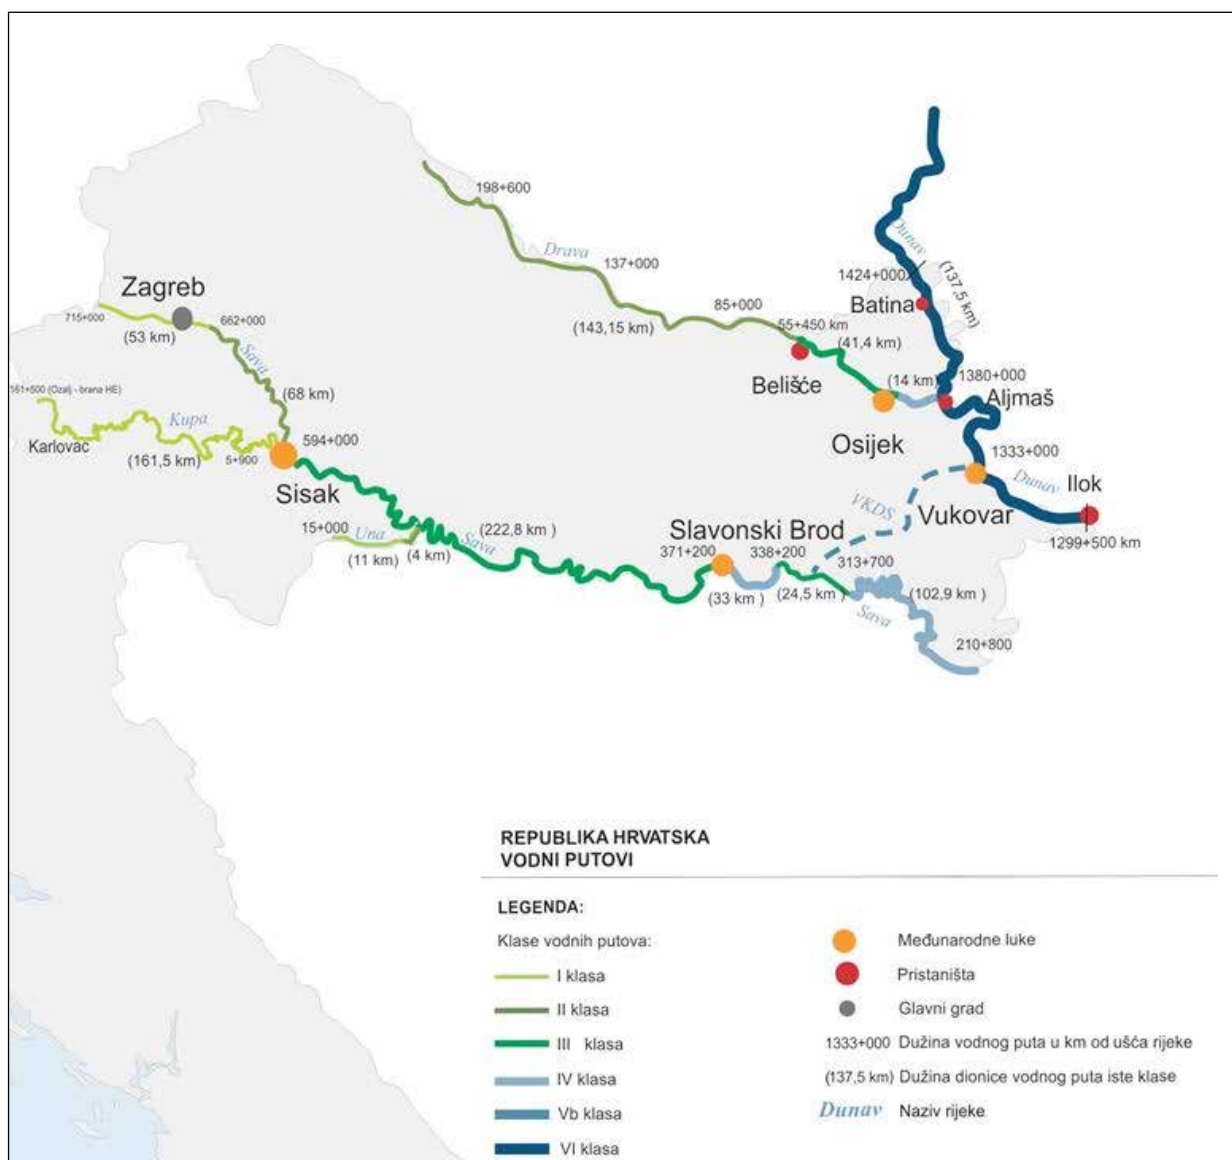 198+600
Drava
137+000
(143,15 km)
85+000
55+450 km
(41,4 km)
Belišće
(14 km)
Osijek
Dunav
1424+000
(137,5 km)
Batina
1380+000
Aljmaš
1333+000
Dunav
Ilok
Vukovar
1299+500 km
VKDS
Zagreb
715+000
(53 km)
662+000
Sava
(68 km)
161+500 (Ozalj - brana HE)
Kupa
Karlovac
(161,5 km)
5+900
594+000
Sisak
15+000
Una
(11 km)
(4 km)
(222,8 km )
Sava
Slavonski Brod
371+200
338+200
313+700
(33 km )
(24,5 km )
(102,9 km )
Sava
210+800
REPUBLIKA HRVATSKA
VODNI PUTOVI
LEGENDA:
Klase vodnih putova:
I klasa
II klasa
III klasa
IV klasa
Vb klasa
VI klasa
Međunarodne luke
Pristaništa
Glavni grad
1333+000 Dužina vodnog puta u km od ušća rijeke
(137,5 km) Dužina dionice vodnog puta iste klase
Dunav Naziv rijeke